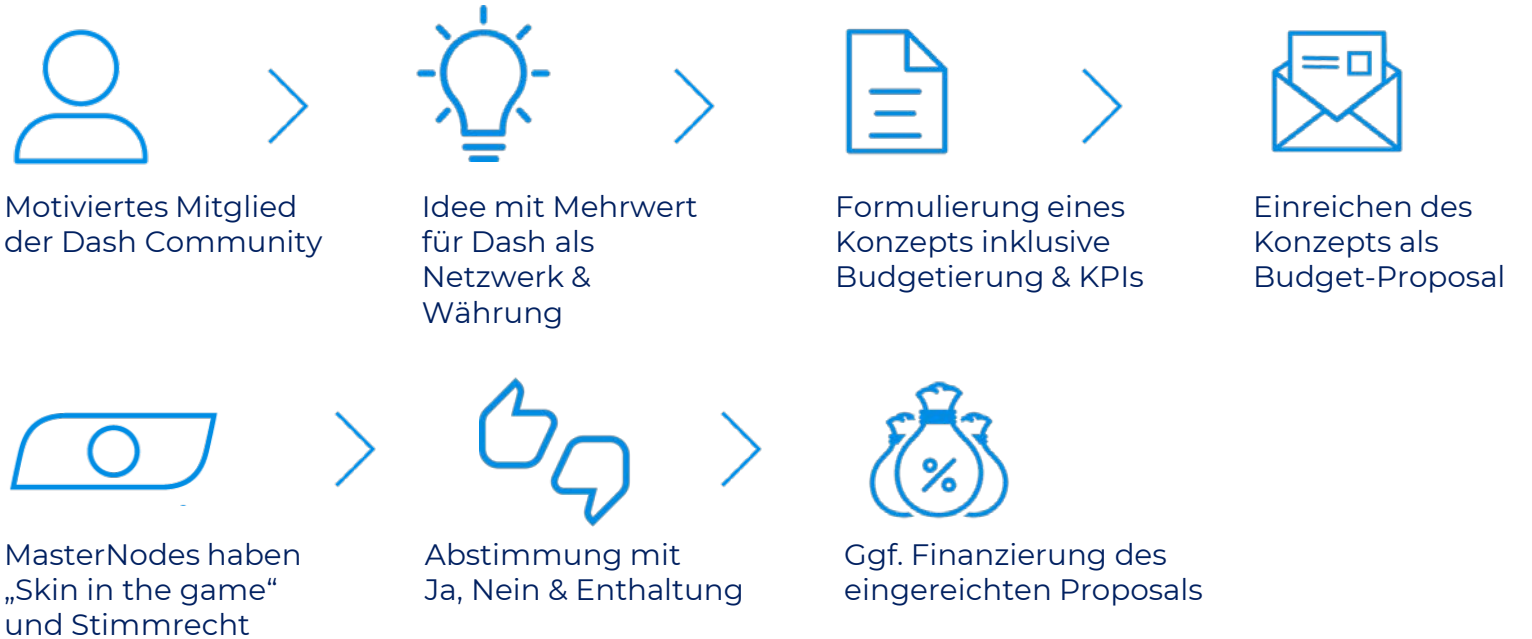 Motiviertes Mitglied
der Dash Community
Idee mit Mehrwert
für Dash als
Netzwerk &
Währung
Formulierung eines
Konzepts inklusive
Budgetierung & KPIs
Einreichen des
Konzepts als
Budget-Proposal
MasterNodes haben
„Skin in the game“
und Stimmrecht
Abstimmung mit
Ja, Nein & Enthaltung
%
Ggf. Finanzierung des
eingereichten Proposals